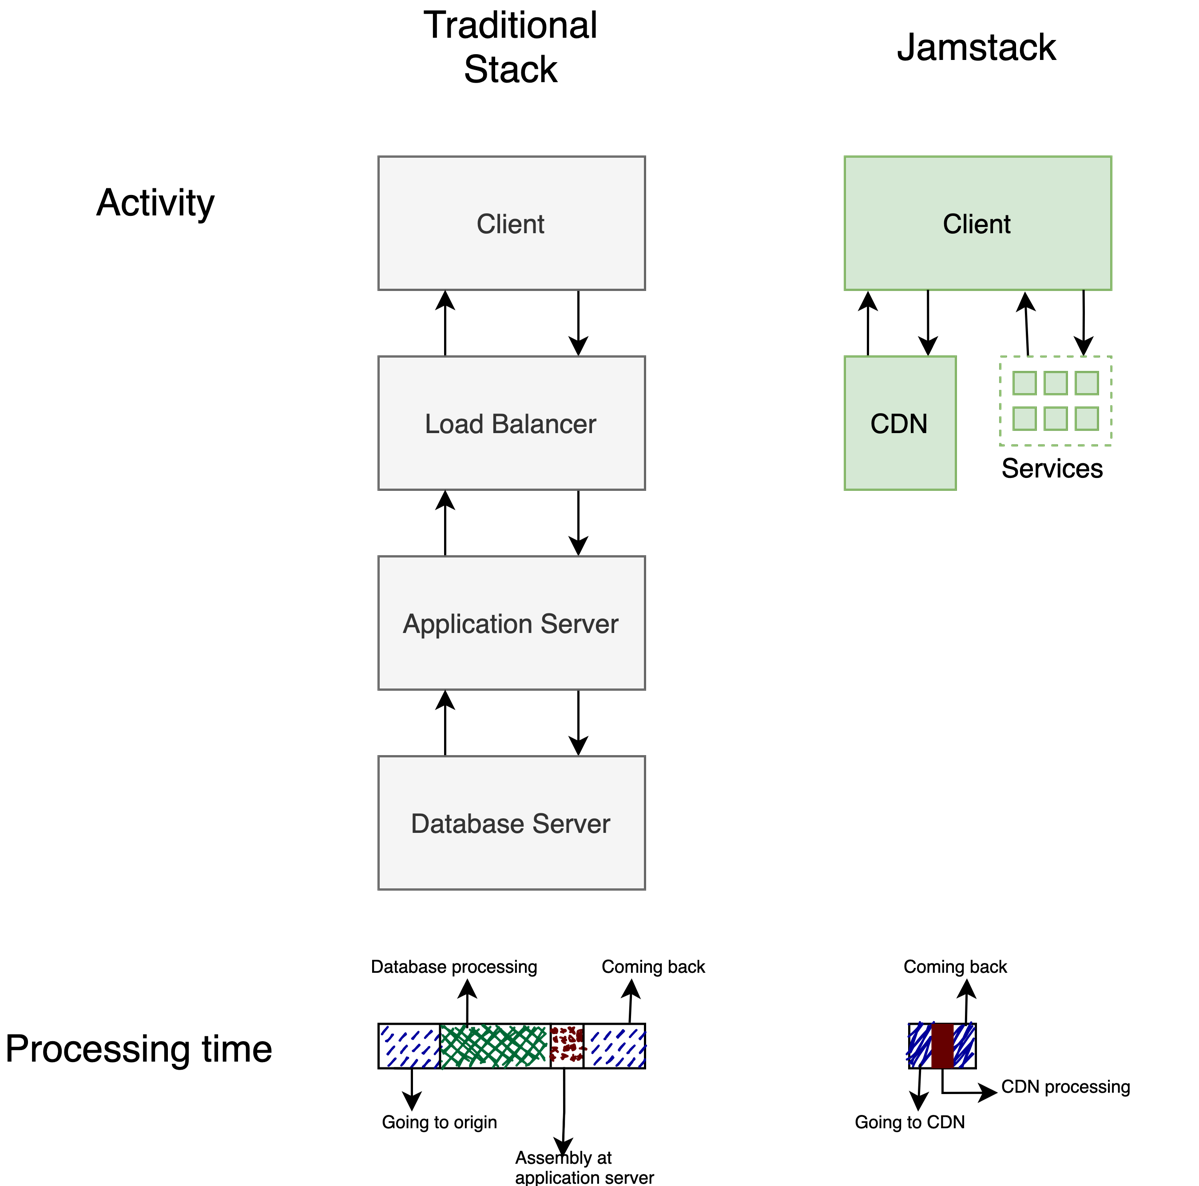 Traditional
Stack
Jamstack
Activity
Client
Client
Load Balancer
CDN
Services
Application Server
Database Server
Database processing
Coming back
Coming back
Processing time
CDN processing
Going to origin
Going to CDN
Assembly at
application server